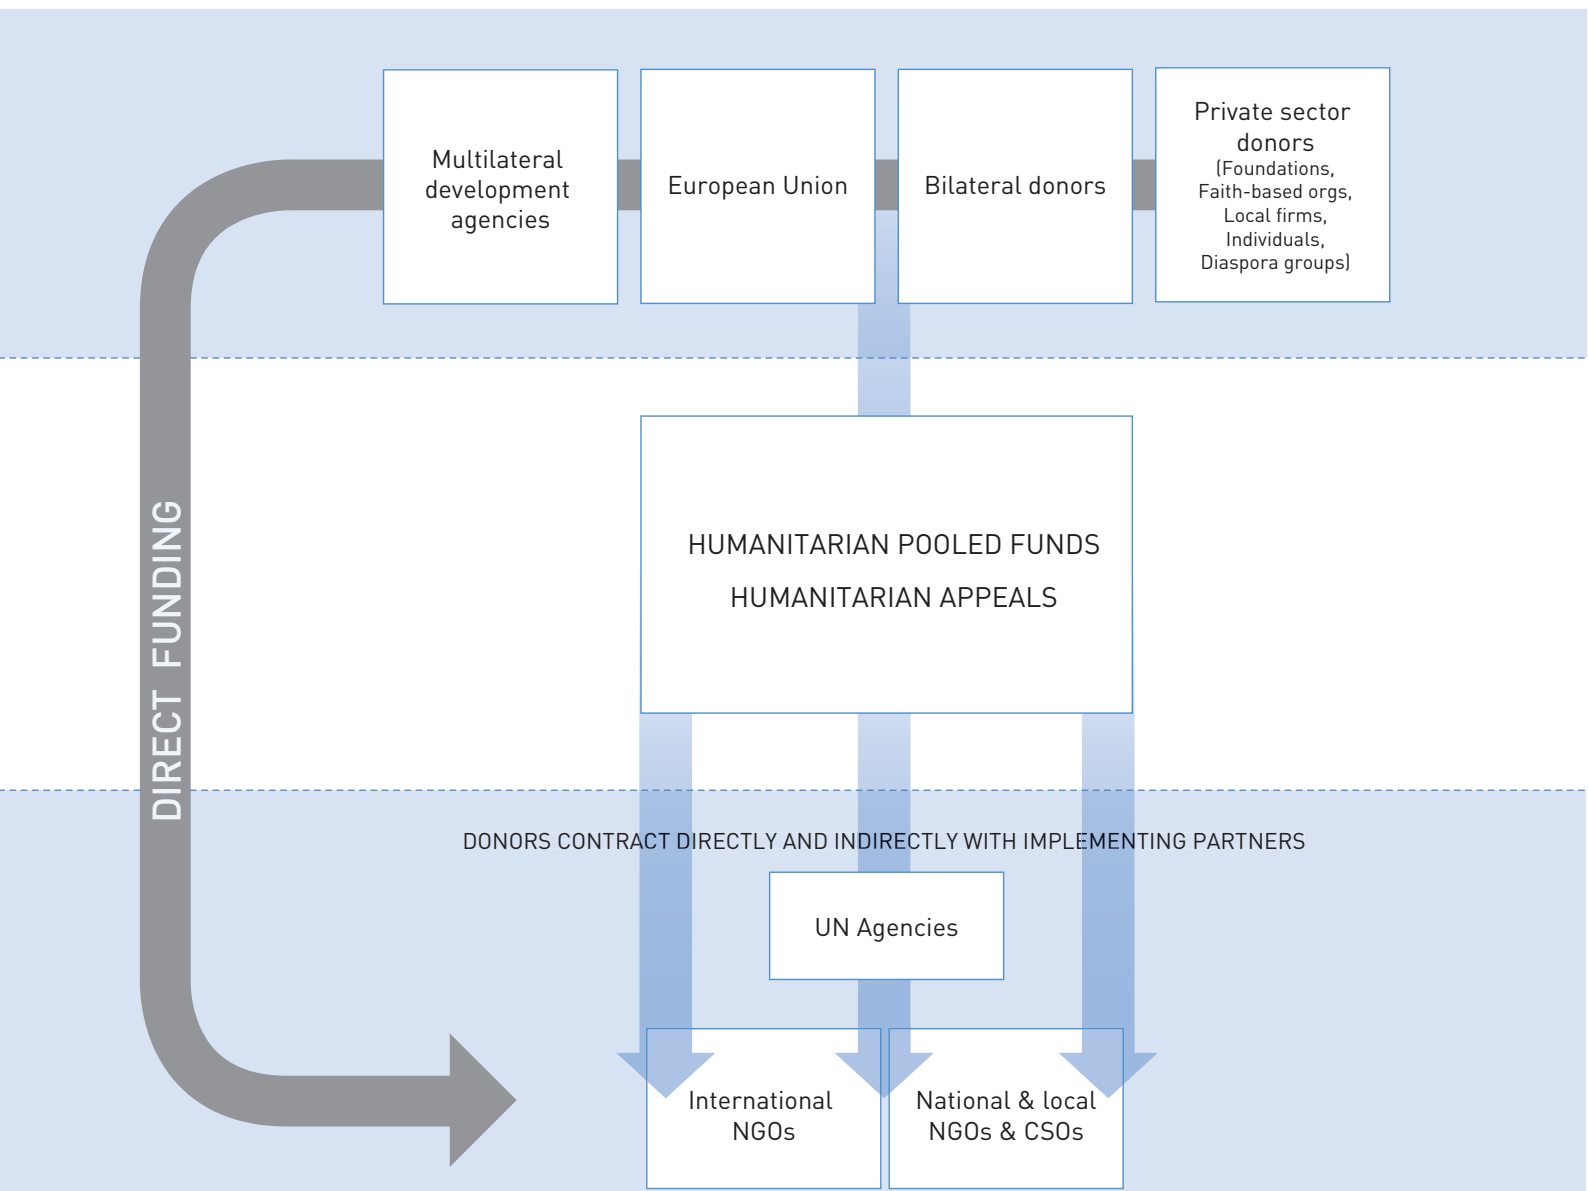 Multilateral
development
agencies
European Union
Bilateral donors
Private sector
donors
(Foundations,
Faith-based orgs,
Local firms,
Individuals,
Diaspora groups)
DIRECT FUNDING
HUMANITARIAN POOLED FUNDS
HUMANITARIAN APPEALS
DONORS CONTRACT DIRECTLY AND INDIRECTLY WITH IMPLEMENTING PARTNERS
UN Agencies
International
NGOs
National & local
NGOs & CSOs